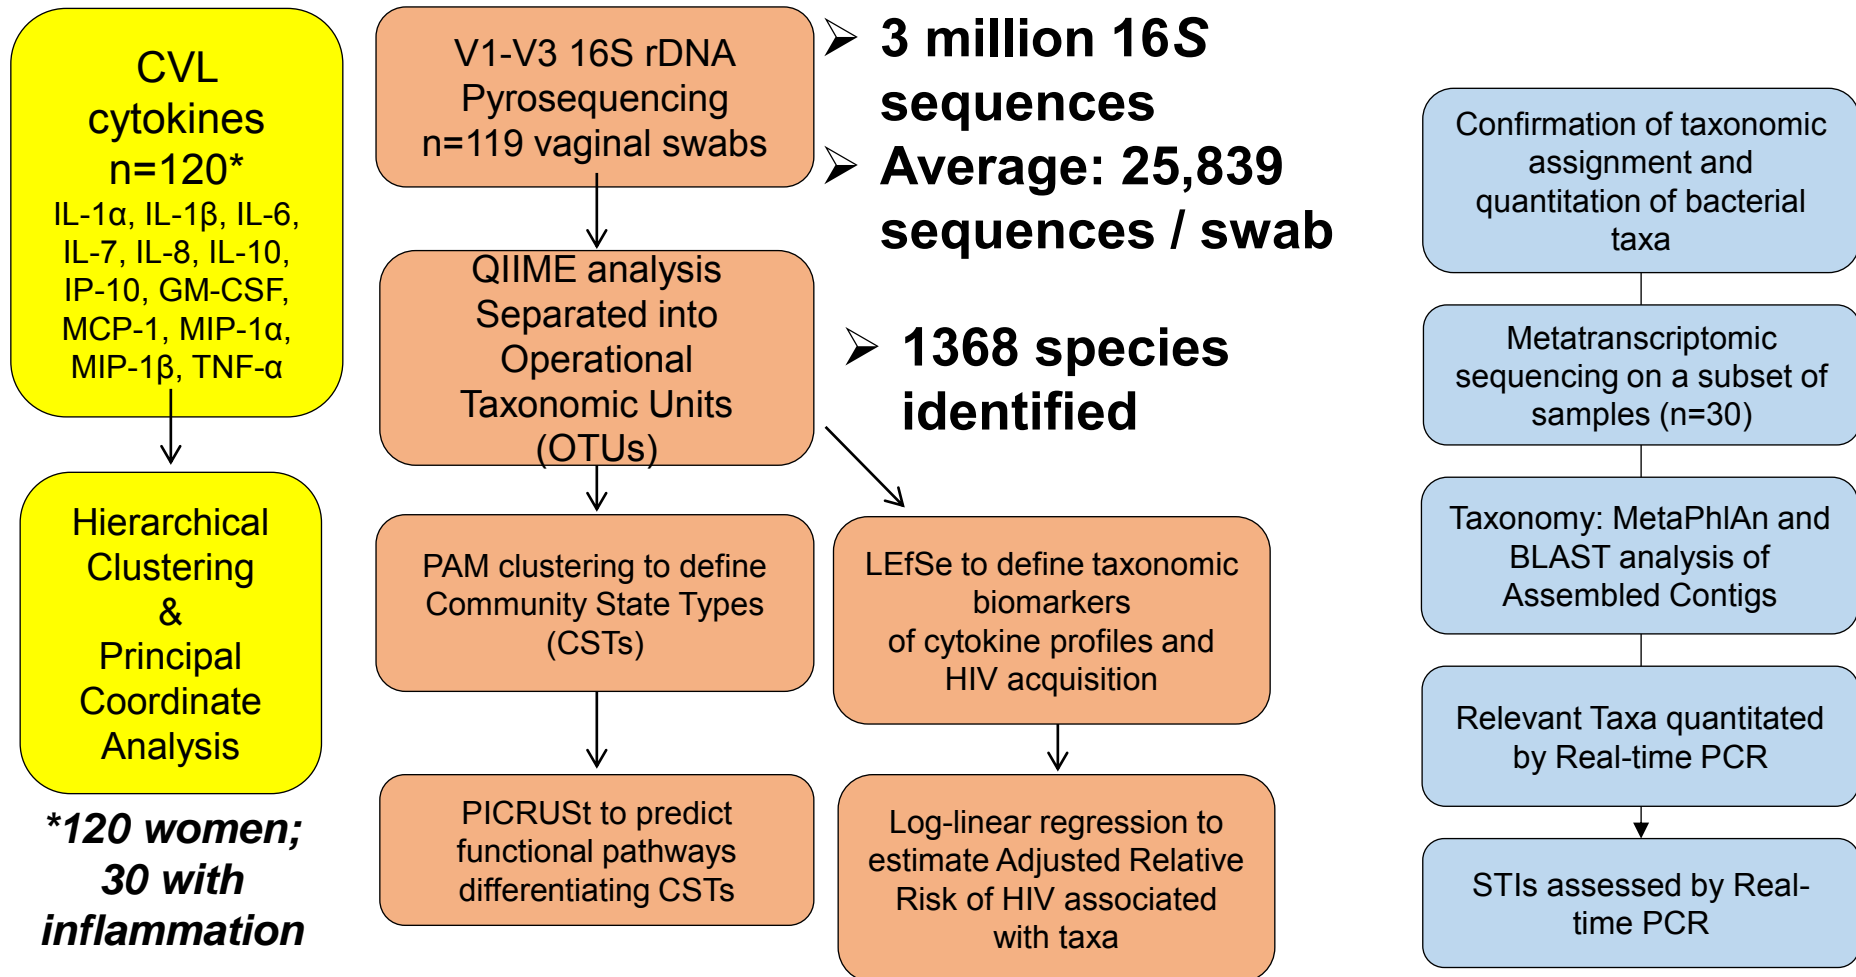 CVL
cytokines
n=120*
IL-1α, IL-1β, IL-6,
IL-7, IL-8, IL-10,
IP-10, GM-CSF,
MCP-1, MIP-1α,
MIP-1β, TNF-α
Hierarchical
Clustering
&
Principal
Coordinate
Analysis
*120 women;
30 with
inflammation
V1-V3 16S rDNA
Pyrosequencing
n=119 vaginal swabs
➢ 3 million 16S
sequences
➢ Average: 25,839
sequences / swab
QIIME analysis
Separated into
Operational
Taxonomic Units
(OTUs)
➢ 1368 species
identified
PAM clustering to define
Community State Types
(CSTs)
PICRUSt to predict
functional pathways
differentiating CSTs
LEfSe to define taxonomic
biomarkers
of cytokine profiles and
HIV acquisition
Log-linear regression to
estimate Adjusted Relative
Risk of HIV associated
with taxa
Confirmation of taxonomic
assignment and
quantitation of bacterial
taxa
Metatranscriptomic
sequencing on a subset of
samples (n=30)
Taxonomy: MetaPhlAn and
BLAST analysis of
Assembled Contigs
Relevant Taxa quantitated
by Real-time PCR
STIs assessed by Real-
time PCR